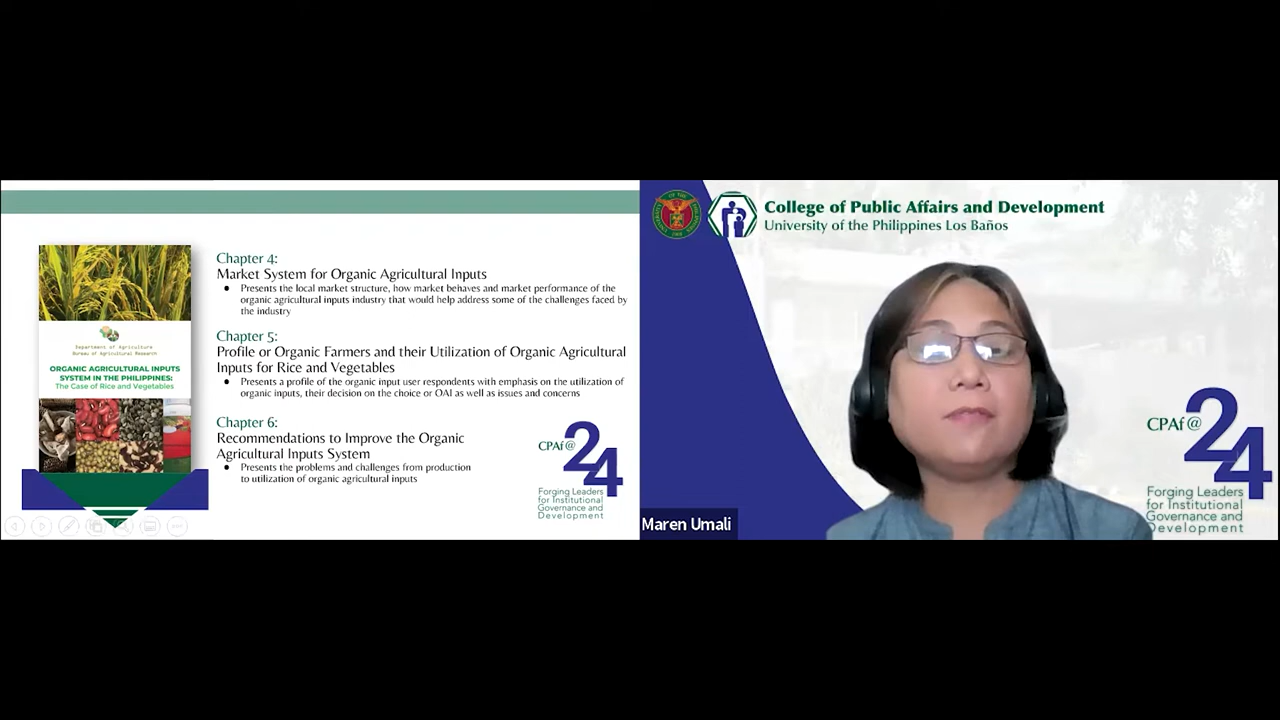 Chapter 4:
Market System for Organic Agricultural Inputs
● Presents the local market structure, how market behaves and market performance of the
organic agricultural inputs industry that would help address some of the challenges faced by
the industry
Chapter 5:
Profile or Organic Farmers and their Utilization of Organic Agricultural
Inputs for Rice and Vegetables
● Presents a profile of the organic input user respondents with emphasis on the utilization of
organic inputs, their decision on the choice or OAI as well as issues and concerns
Chapter 6:
Recommendations to Improve the Organic
Agricultural Inputs System
● Presents the problems and challenges from production
to utilization of organic agricultural inputs
Department of Agriculture
Bureau of Agricultural Research
ORGANIC AGRICULTURAL INPUTS
SYSTEM IN THE PHILIPPINES:
The Case of Rice and Vegetables
CPAf@
24
Forging Leaders
for Institutional
Governance and
Development
College of Public Affairs and Development
University of the Philippines Los Baños
CPAf@
24
Forging Leaders
for Institutional
Governance and
Development
Maren Umali